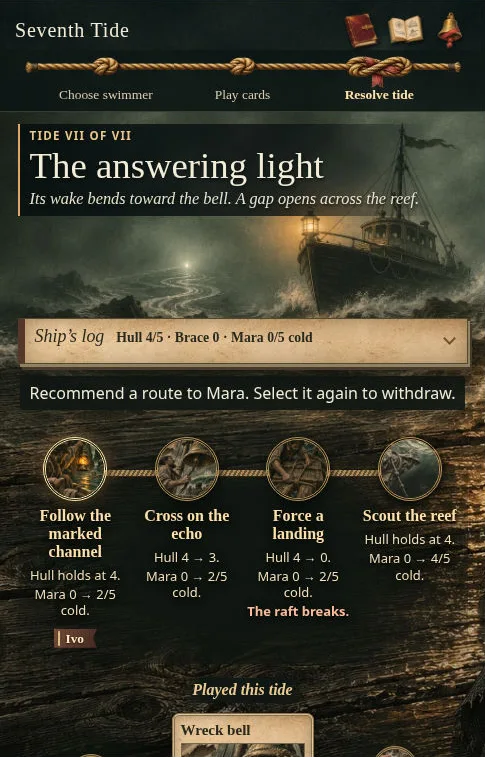 Seventh Tide
Choose swimmer
Play cards
Resolve tide
TIDE VII OF VII
The answering light
Its wake bends toward the bell. A gap opens across the reef.
Ship's log
Hull 4/5 · Brace 0 · Mara 0/5 cold
Recommend a route to Mara. Select it again to withdraw.
Follow the
marked
channel
Hull holds at 4.
Mara 0 → 2/5
cold.
Ivo
Cross on the
echo
Hull 4 → 3.
Mara 0 → 2/5
cold.
Force a
landing
Hull 4 → 0.
Mara 0 → 2/5
cold.
The raft breaks.
Scout the reef
Hull holds at 4.
Mara 0 → 4/5
cold.
Played this tide
Wreck bell